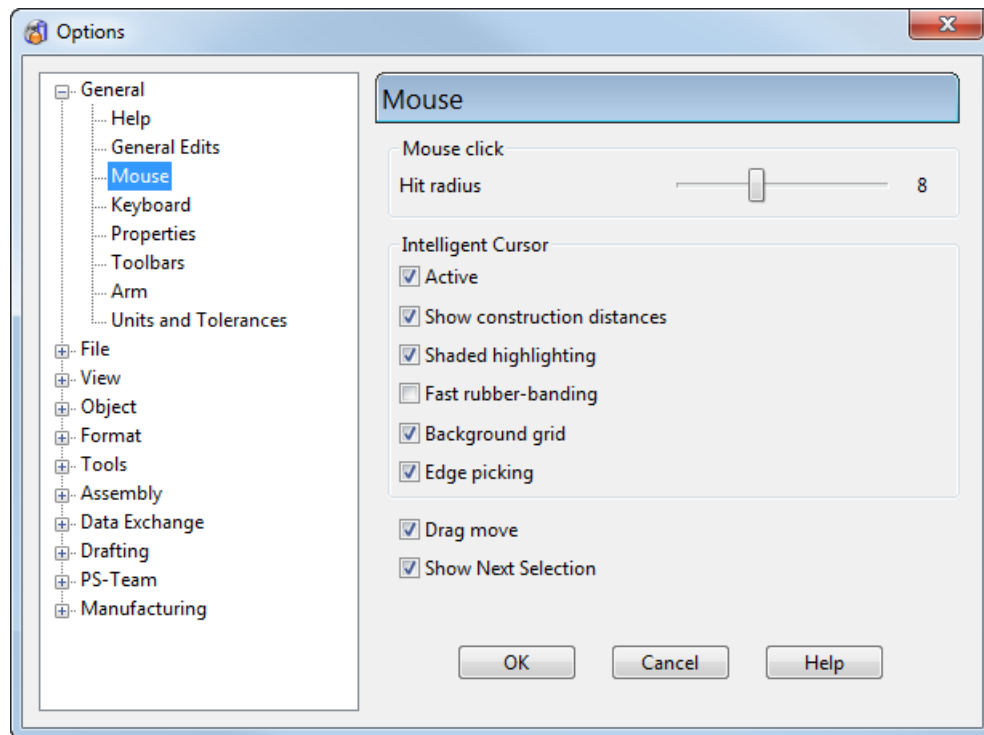 Options
General
Help
General Edits
Mouse
Keyboard
Properties
Toolbars
Arm
Units and Tolerances
File
View
Object
Format
Tools
Assembly
Data Exchange
Drafting
PS-Team
Manufacturing
Mouse
Mouse click
Hit radius 8
Intelligent Cursor
Active
Show construction distances
Shaded highlighting
Fast rubber-banding
Background grid
Edge picking
Drag move
Show Next Selection
OK Cancel Help